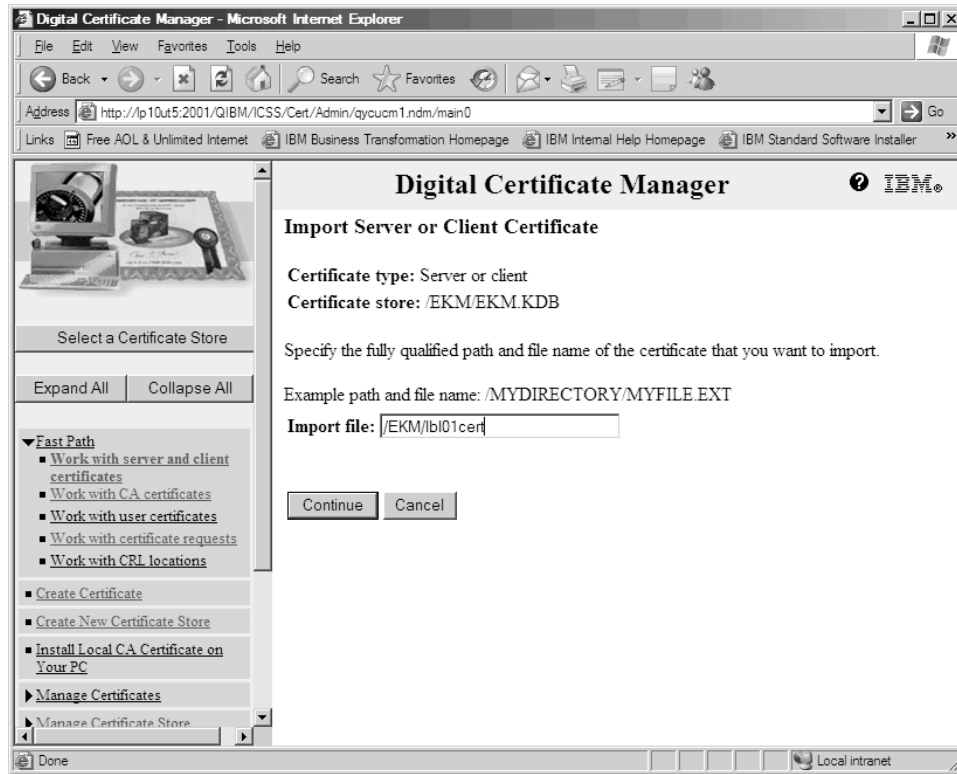 Digital Certificate Manager - Microsoft Internet Explorer
File Edit View Favorites Tools Help
Back Search Favorites
Address http://lp10ut5:2001/QIBM/ICSS/Cert/Admin/qycucm1.ndm/main0 Go
Links Free AOL & Unlimited Internet IBM Business Transformation Homepage IBM Internal Help Homepage IBM Standard Software Installer »
Select a Certificate Store
Expand All Collapse All
Fast Path
Work with server and client
certificates
Work with CA certificates
Work with user certificates
Work with certificate requests
Work with CRL locations
Create Certificate
Create New Certificate Store
Install Local CA Certificate on
Your PC
Manage Certificates
Manage Certificate Store
Digital Certificate Manager ? IBM®
Import Server or Client Certificate
Certificate type: Server or client
Certificate store: /EKM/EKM.KDB
Specify the fully qualified path and file name of the certificate that you want to import.
Example path and file name: /MYDIRECTORY/MYFILE.EXT
Import file: /EKM/lbl01cert
Continue Cancel
Done Local intranet